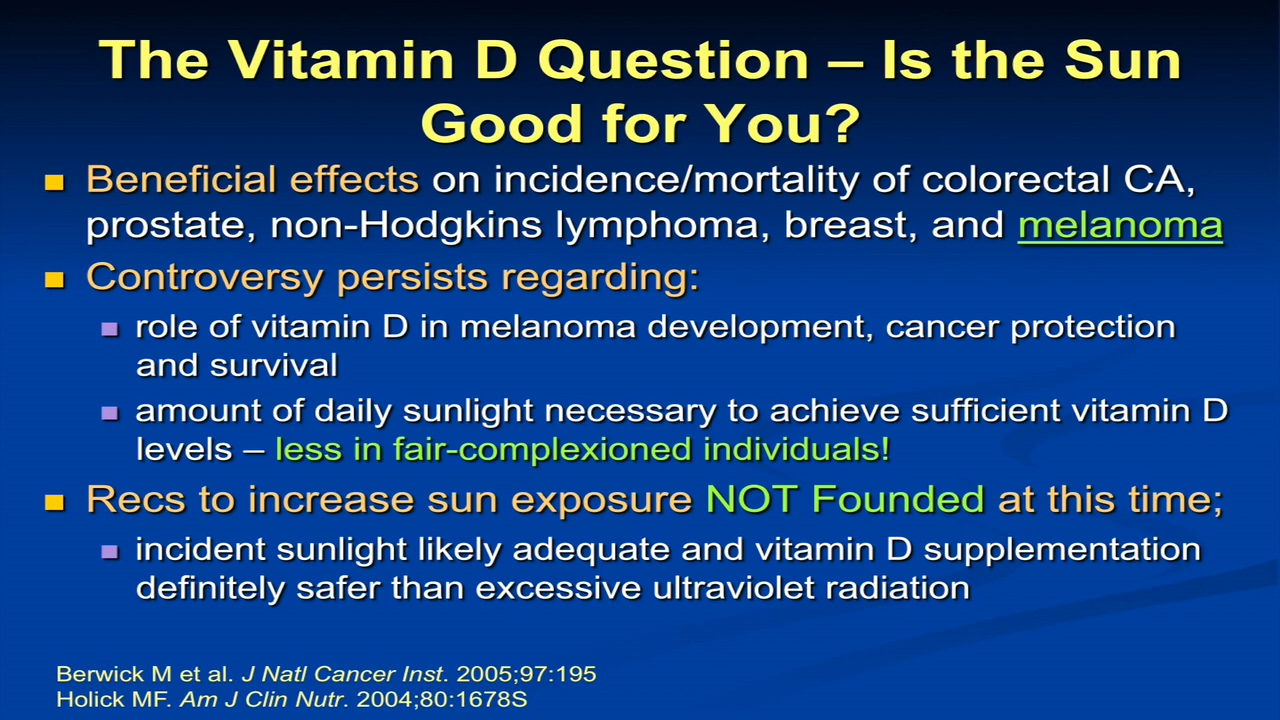 The Vitamin D Question – Is the Sun
Good for You?
Beneficial effects on incidence/mortality of colorectal CA,
prostate, non-Hodgkins lymphoma, breast, and melanoma
Controversy persists regarding:
role of vitamin D in melanoma development, cancer protection
and survival
amount of daily sunlight necessary to achieve sufficient vitamin D
levels – less in fair-complexioned individuals!
Recs to increase sun exposure NOT Founded at this time;
incident sunlight likely adequate and vitamin D supplementation
definitely safer than excessive ultraviolet radiation
Berwick M et al. J Natl Cancer Inst. 2005;97:195
Holick MF. Am J Clin Nutr. 2004;80:1678S